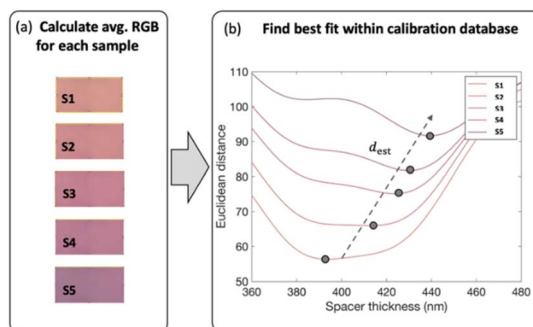 (a) Calculate avg. RGB
for each sample
S1
S2
S3
S4
S5
(b) Find best fit within calibration database
110
100
90
80
70
60
50
Euclidean distance
360
400
420
440
460
480
Spacer thickness (nm)
d_est
S1
S2
S3
S4
S5